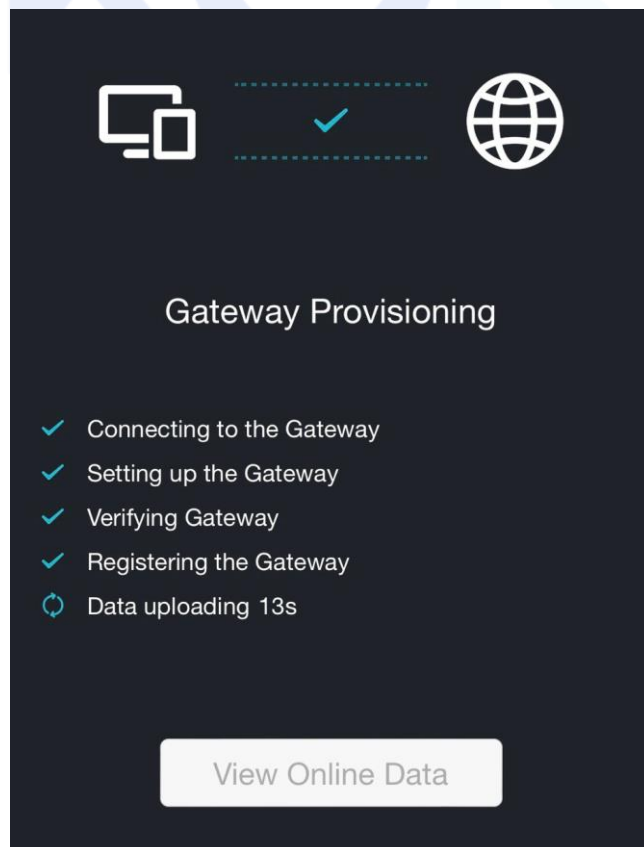 Gateway Provisioning
Connecting to the Gateway
Setting up the Gateway
Verifying Gateway
Registering the Gateway
Data uploading 13s
View Online Data